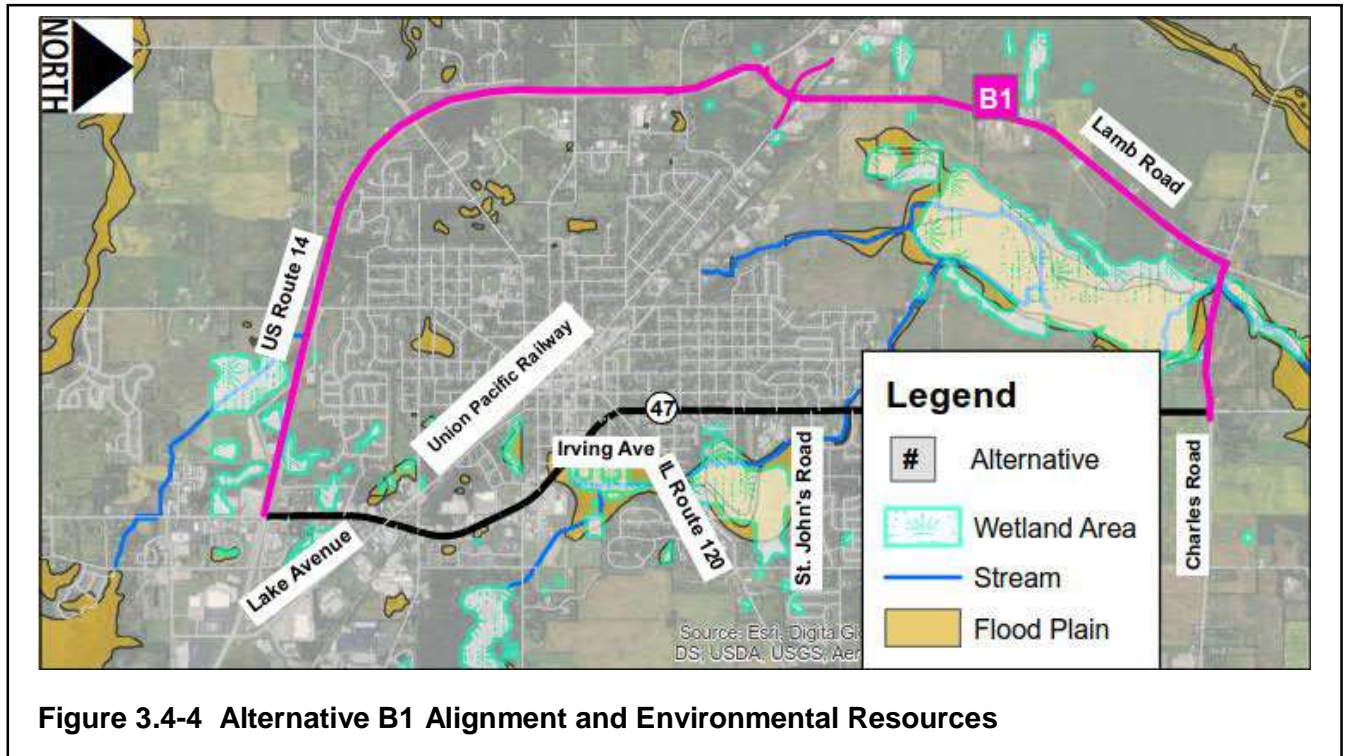 NORTH
B1
Lamb Road
US Route 14
Union Pacific Railway
47
Irving Ave
IL Route 120
St. John's Road
Lake Avenue
Charles Road
Legend
# Alternative
Wetland Area
Stream
Flood Plain
Source: Esri, Digital
DS, USDA, USGS, Aer
Figure 3.4-4 Alternative B1 Alignment and Environmental Resources